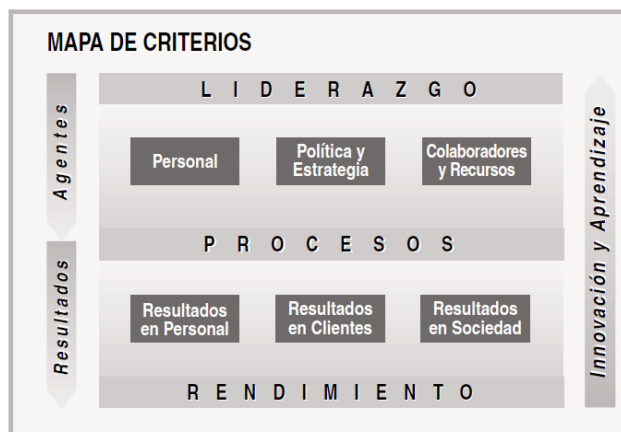 MAPA DE CRITERIOS
Agentes
LIDERAZGO
Personal
Política y
Estrategia
Colaboradores
y Recursos
PROCESOS
Resultados
Resultados
en Personal
Resultados
en Clientes
Resultados
en Sociedad
RENDIMIENTO
Innovación y Aprendizaje